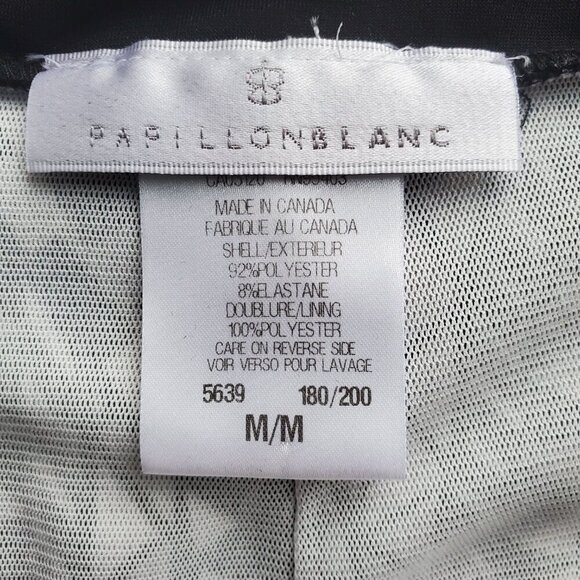 PAPILLONBLANC
MADE IN CANADA
FABRIQUE AU CANADA
SHELL/EXTERIEUR
92%POLYESTER
8%ELASTANE
DOUBLURE/LINING
100%POLYESTER
CARE ON REVERSE SIDE
VOIR VERSO POUR LAVAGE
5639 180/200
M/M